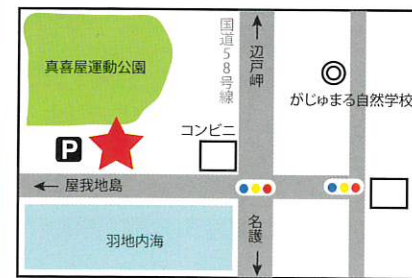 真喜屋運動公園
国道58号線
辺戸岬
がじゅまる自然学校
P
コンビニ
屋我地島
羽地内海
名護